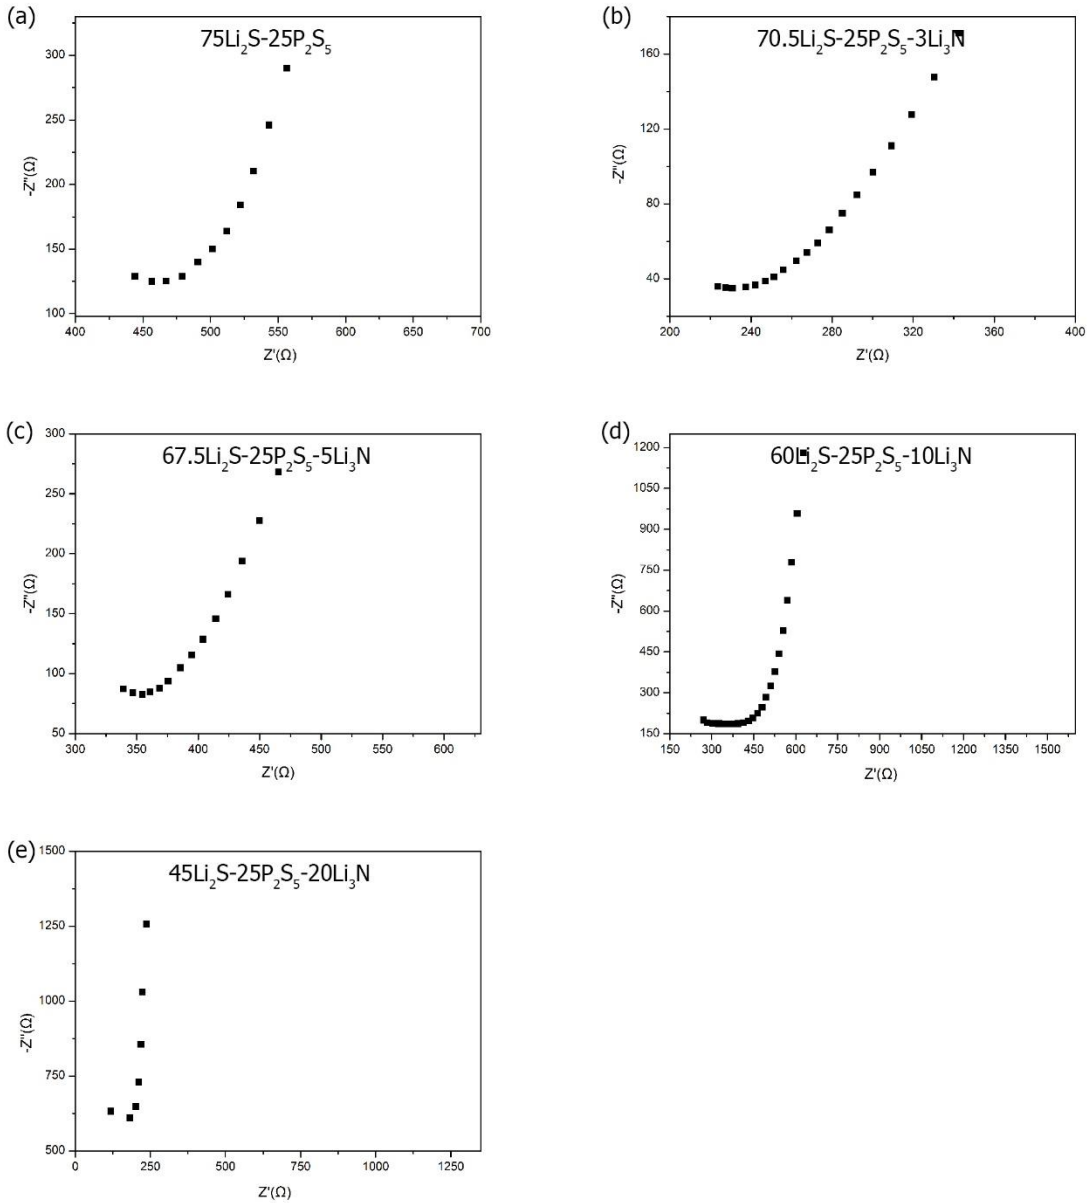 (a)
75Li₂S-25P₂S₅
300
250
200
150
100
-Z"(Ω)
400 450 500 550 600 650 700
Z'(Ω)
(b)
70.5Li₂S-25P₂S₅-3Li₃N
160
120
80
40
-Z"(Ω)
200 240 280 320 360 400
Z'(Ω)
(c)
67.5Li₂S-25P₂S₅-5Li₃N
300
250
200
150
100
50
-Z"(Ω)
300 350 400 450 500 550 600
Z'(Ω)
(d)
60Li₂S-25P₂S₅-10Li₃N
1200
1050
900
750
600
450
300
150
-Z"(Ω)
150 300 450 600 750 900 1050 1200 1350 1500
Z'(Ω)
(e)
45Li₂S-25P₂S₅-20Li₃N
1500
1250
1000
750
500
-Z"(Ω)
0 250 500 750 1000 1250
Z'(Ω)